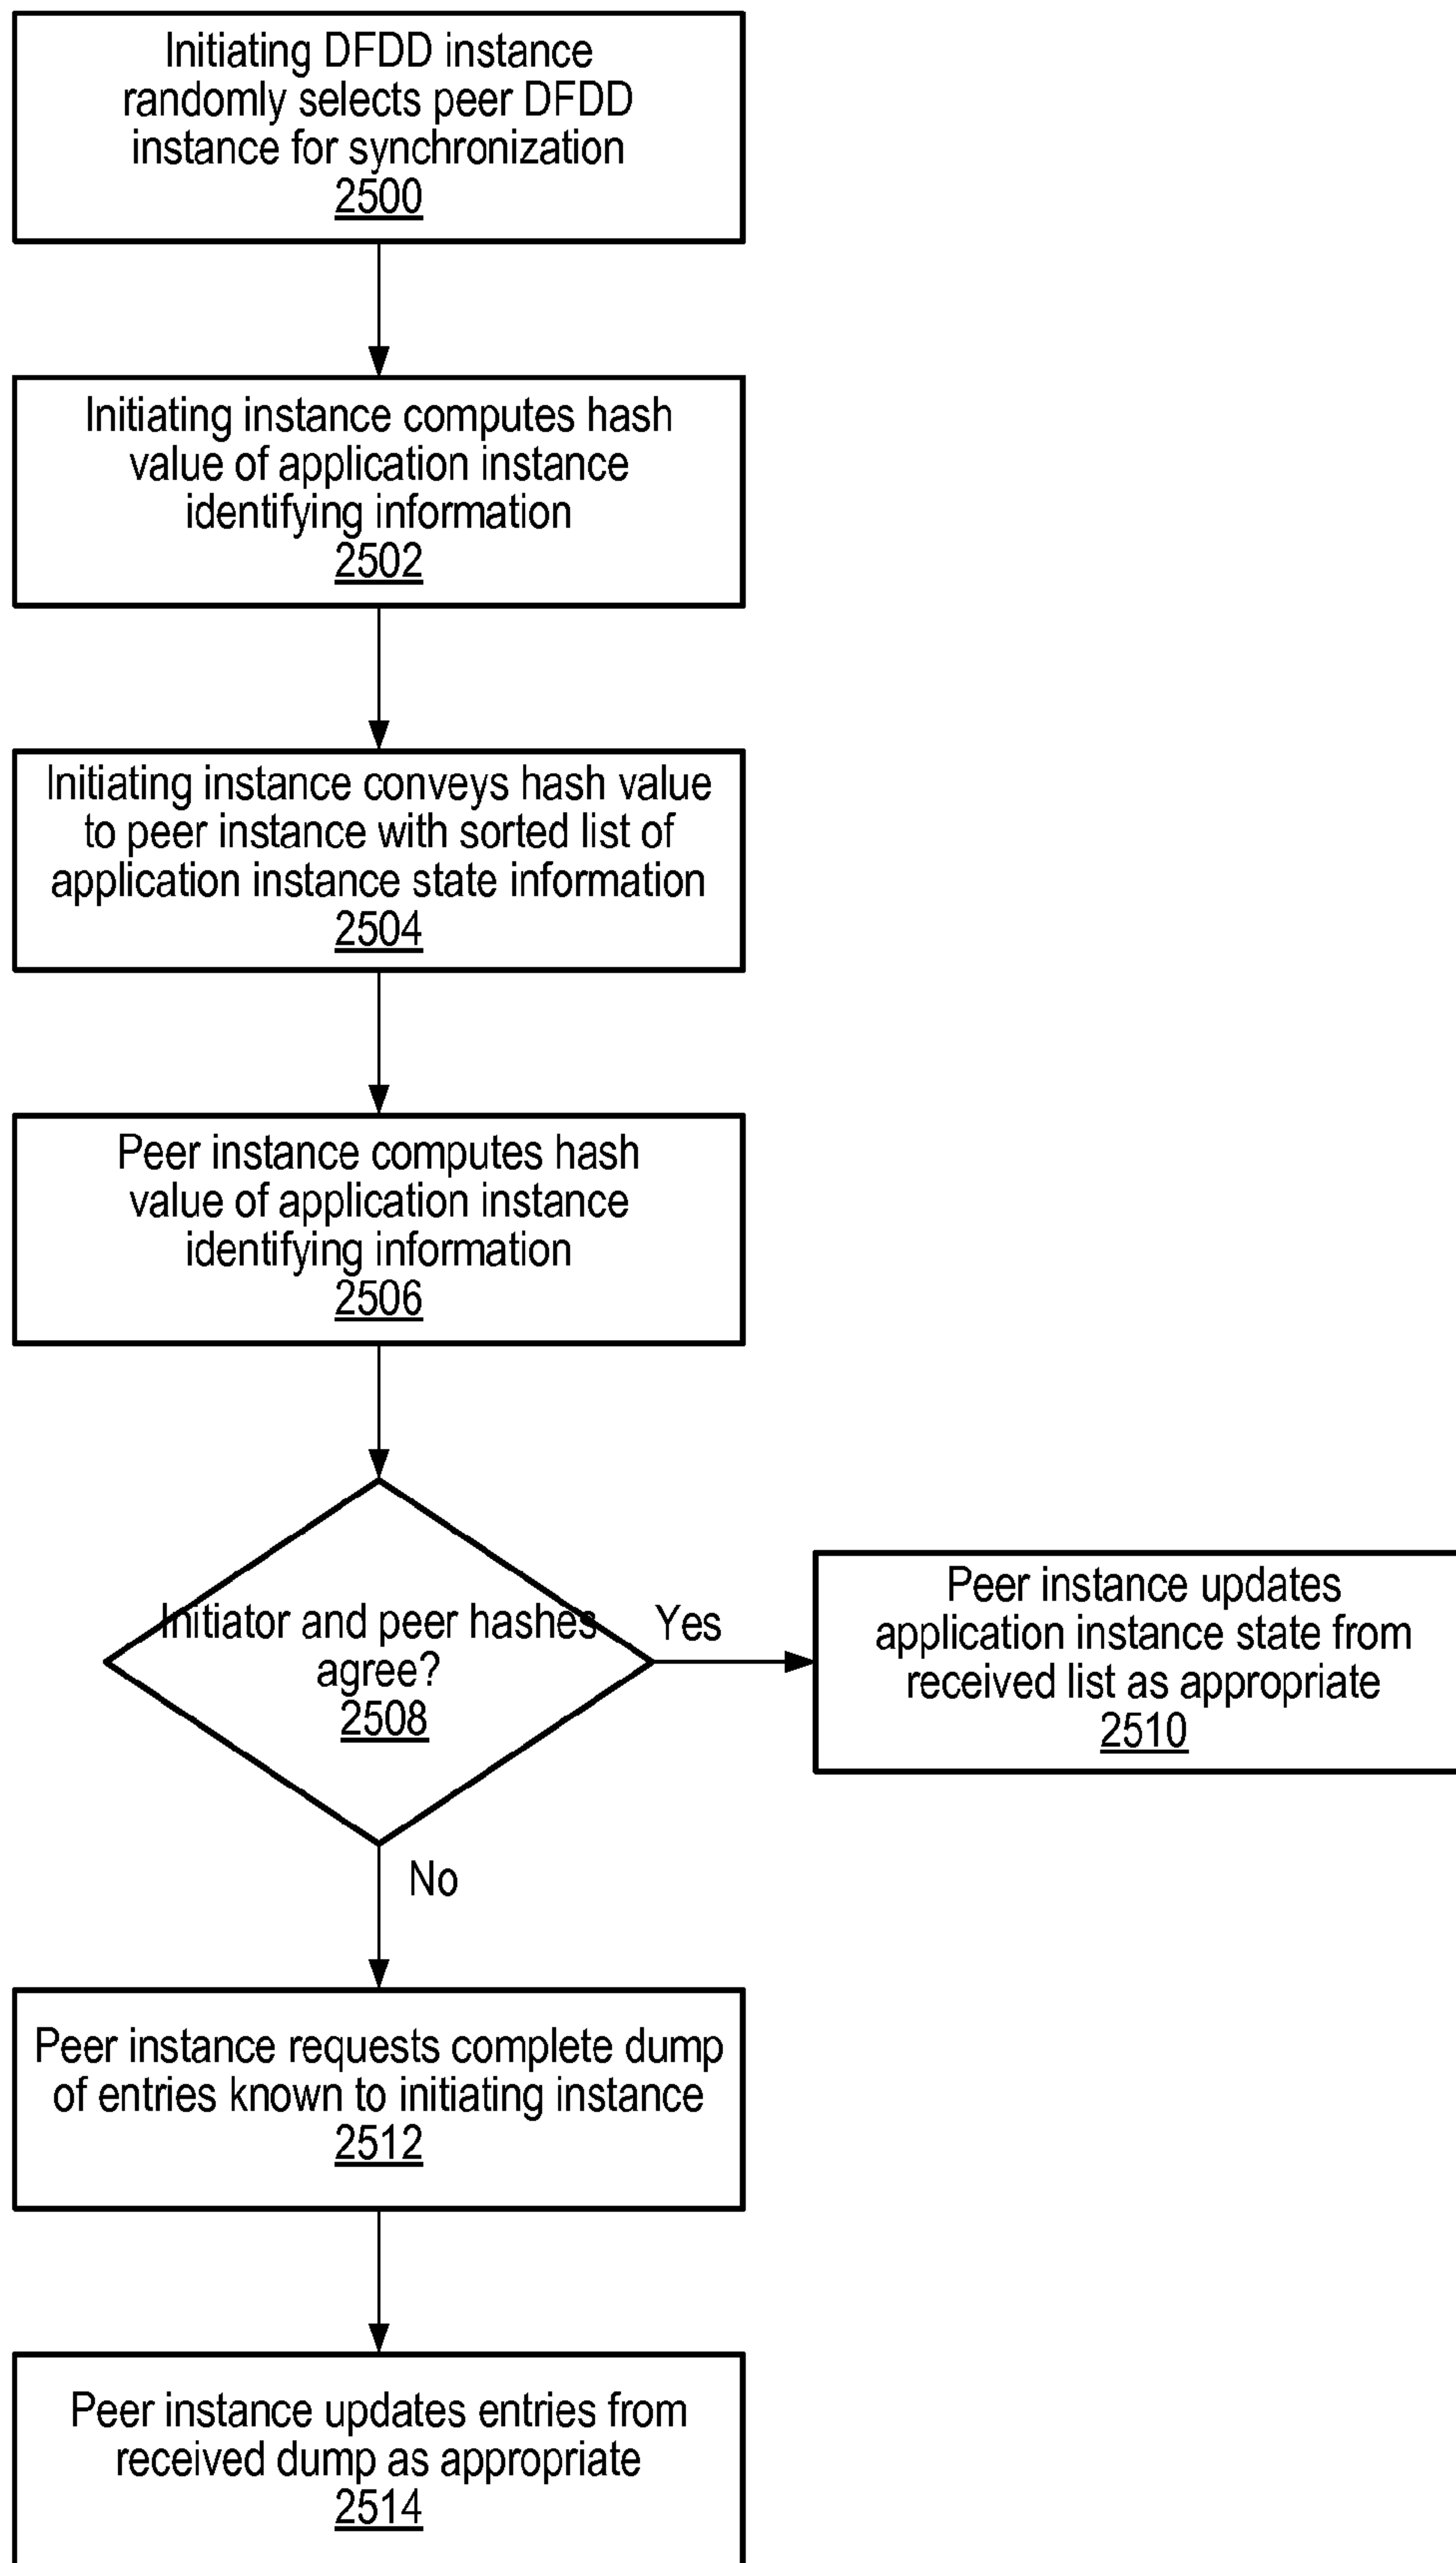 Initiating DFDD instance
randomly selects peer DFDD
instance for synchronization
2500
Initiating instance computes hash
value of application instance
identifying information
2502
Initiating instance conveys hash value
to peer instance with sorted list of
application instance state information
2504
Peer instance computes hash
value of application instance
identifying information
2506
Initiator and peer hashes
agree?
2508
Yes
Peer instance updates
application instance state from
received list as appropriate
2510
No
Peer instance requests complete dump
of entries known to initiating instance
2512
Peer instance updates entries from
received dump as appropriate
2514